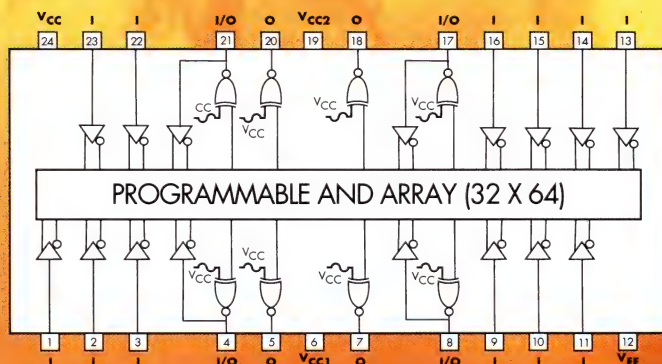 VCC I I I/O O VCC2 O I/O I I I I
24 23 22 21 20 19 18 17 16 15 14 13
CC VCC VCC VCC
PROGRAMMABLE AND ARRAY (32 X 64)
VCC VCC VCC VCC
1 2 3 4 5 6 7 8 9 10 11 12
I I I I/O O VCC1 O I/O I I I VEE